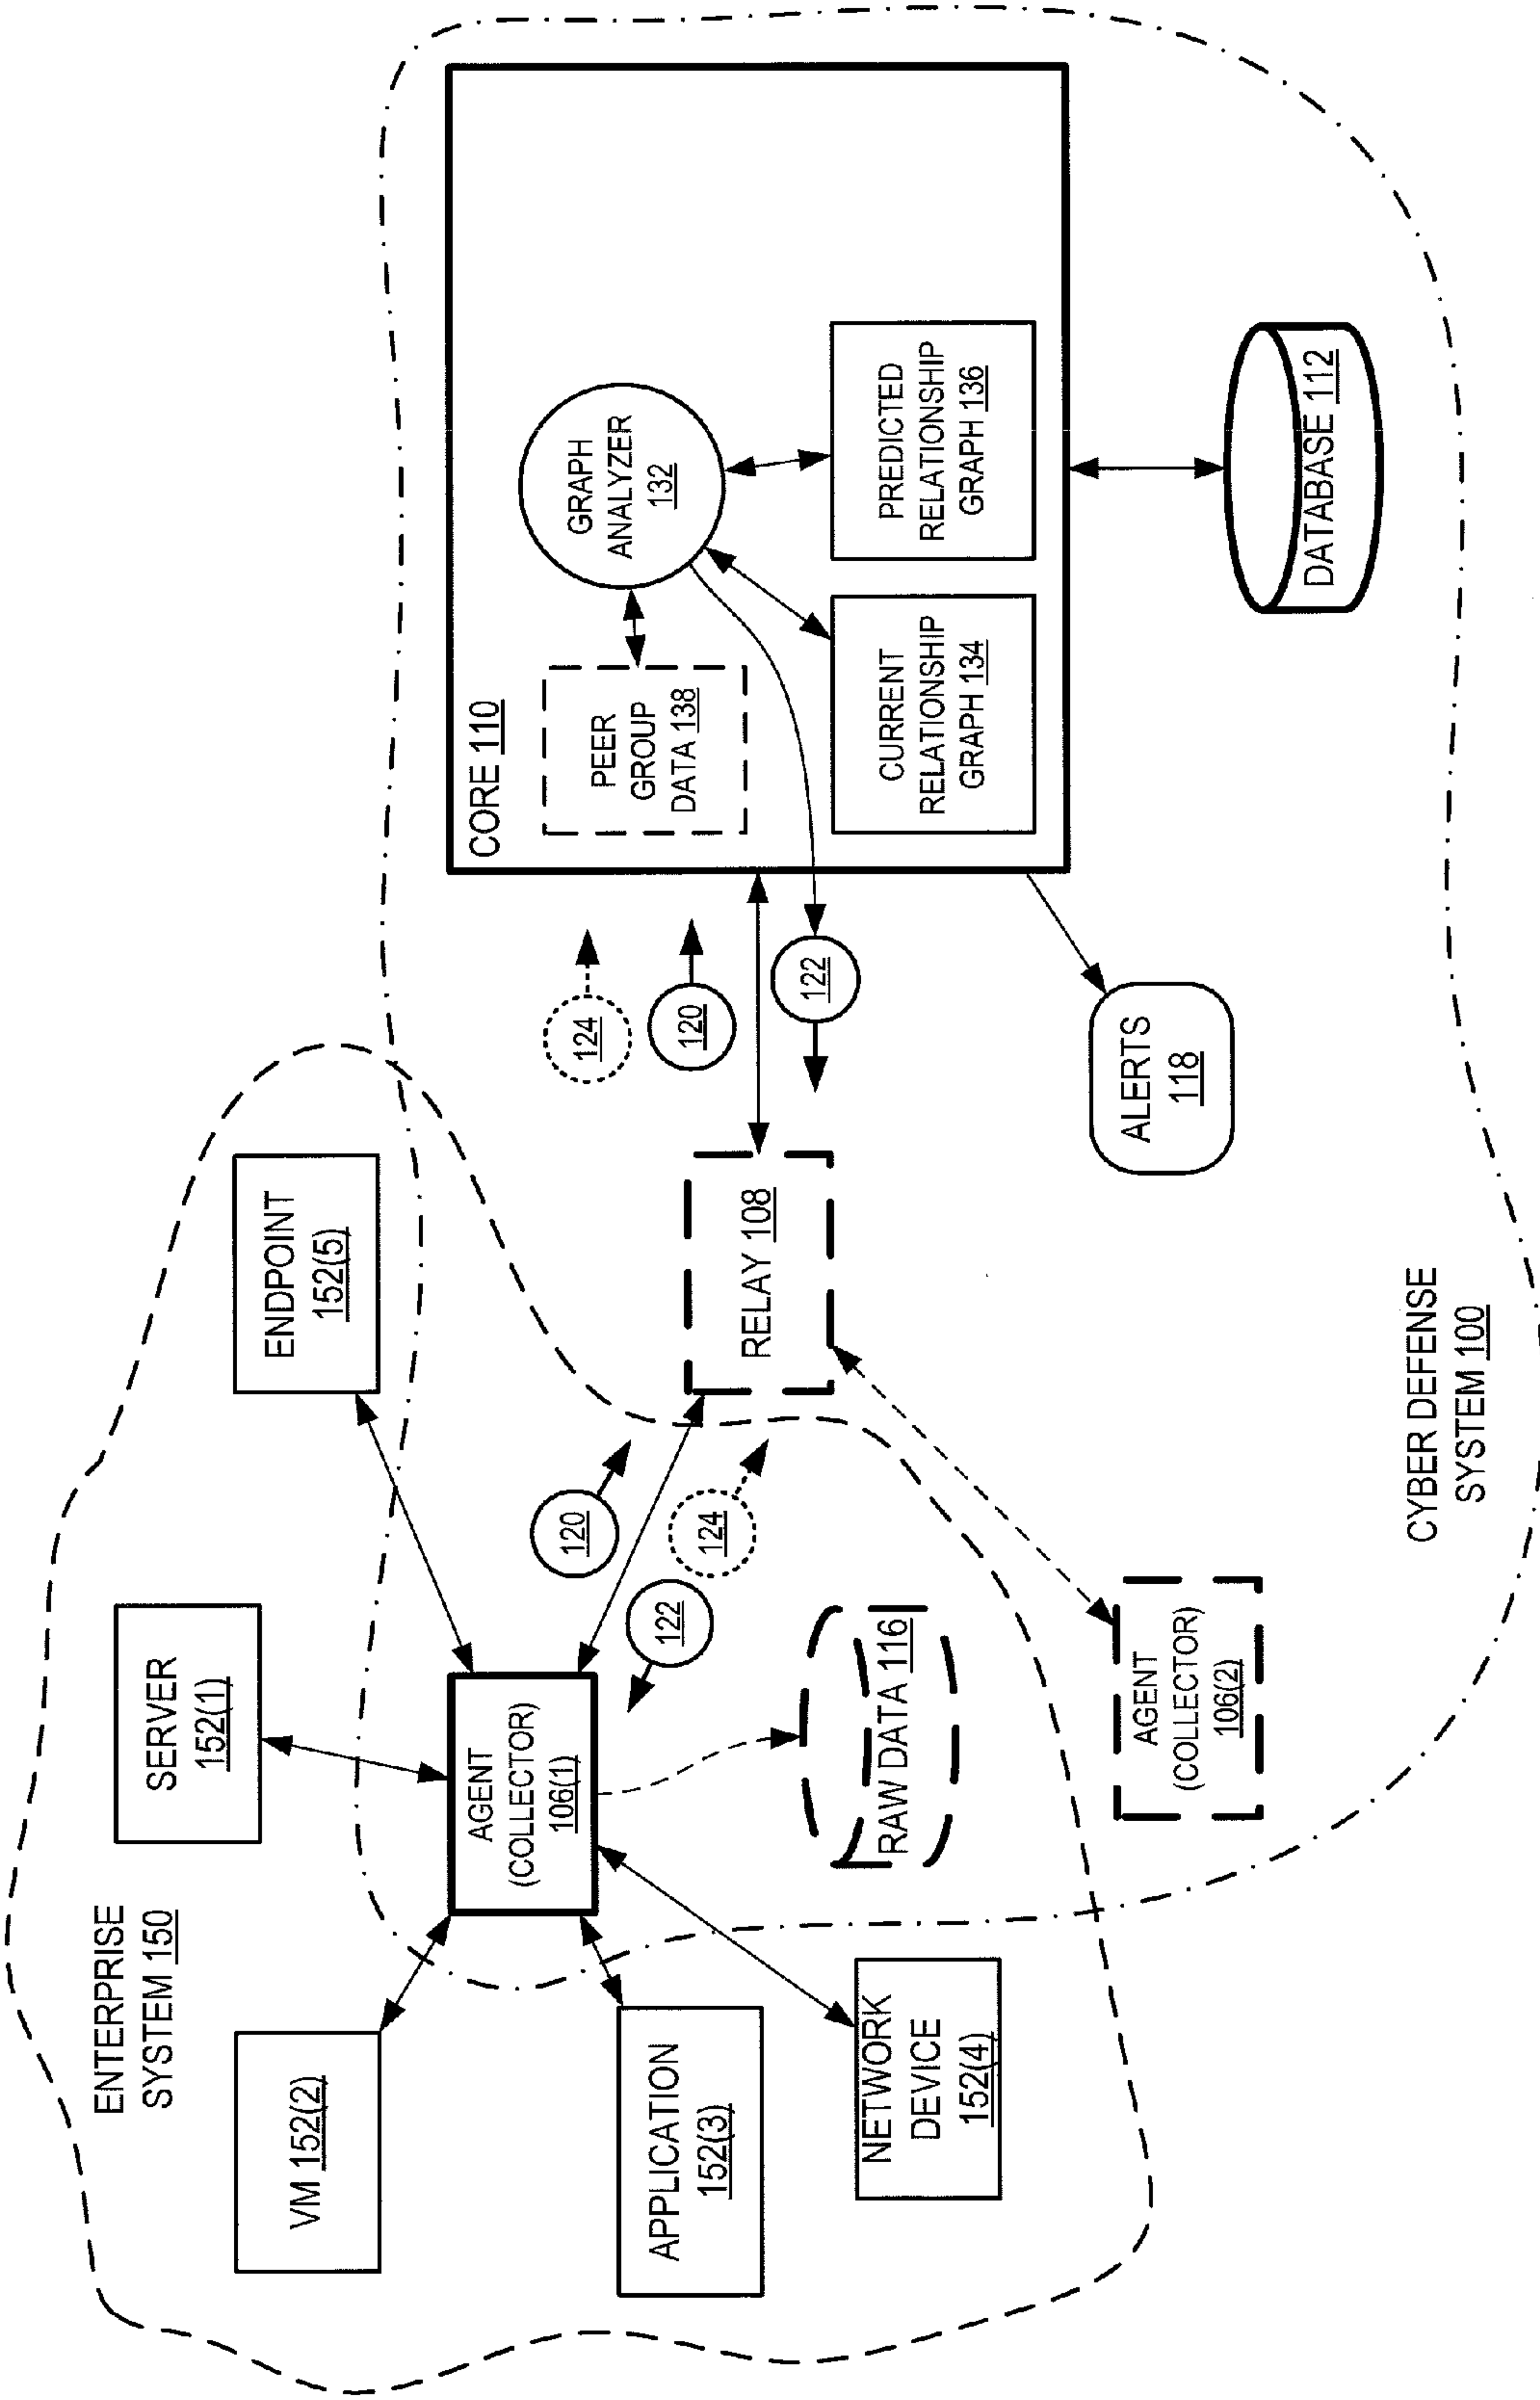 ENTERPRISE
SYSTEM 150
VM 152(2)
SERVER
152(1)
ENDPOINT
152(5)
APPLICATION
152(3)
NETWORK
DEVICE
152(4)
AGENT
(COLLECTOR)
106(1)
120
122
124
RAW DATA 116
AGENT
(COLLECTOR)
106(2)
RELAY 108
124
120
122
CORE 110
PEER
GROUP
DATA 138
GRAPH
ANALYZER
132
CURRENT
RELATIONSHIP
GRAPH 134
PREDICTED
RELATIONSHIP
GRAPH 136
ALERTS
118
DATABASE 112
CYBER DEFENSE
SYSTEM 100